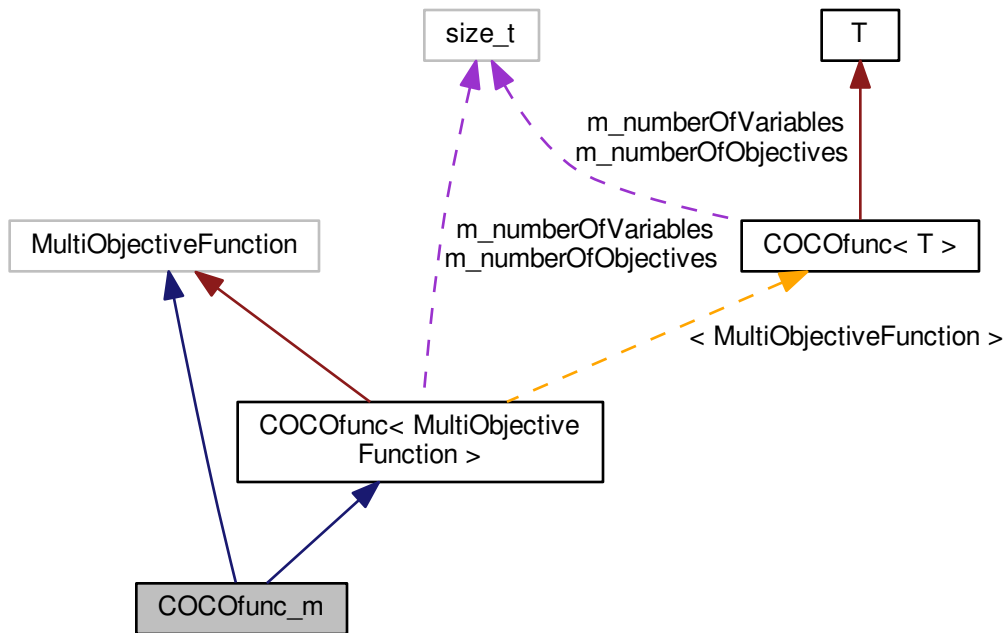 size_t
T
m_numberOfVariables
m_numberOfObjectives
MultiObjectiveFunction
m_numberOfVariables
m_numberOfObjectives
COCOfunc< T >
< MultiObjectiveFunction >
COCOfunc< MultiObjective
Function >
COCOfunc_m